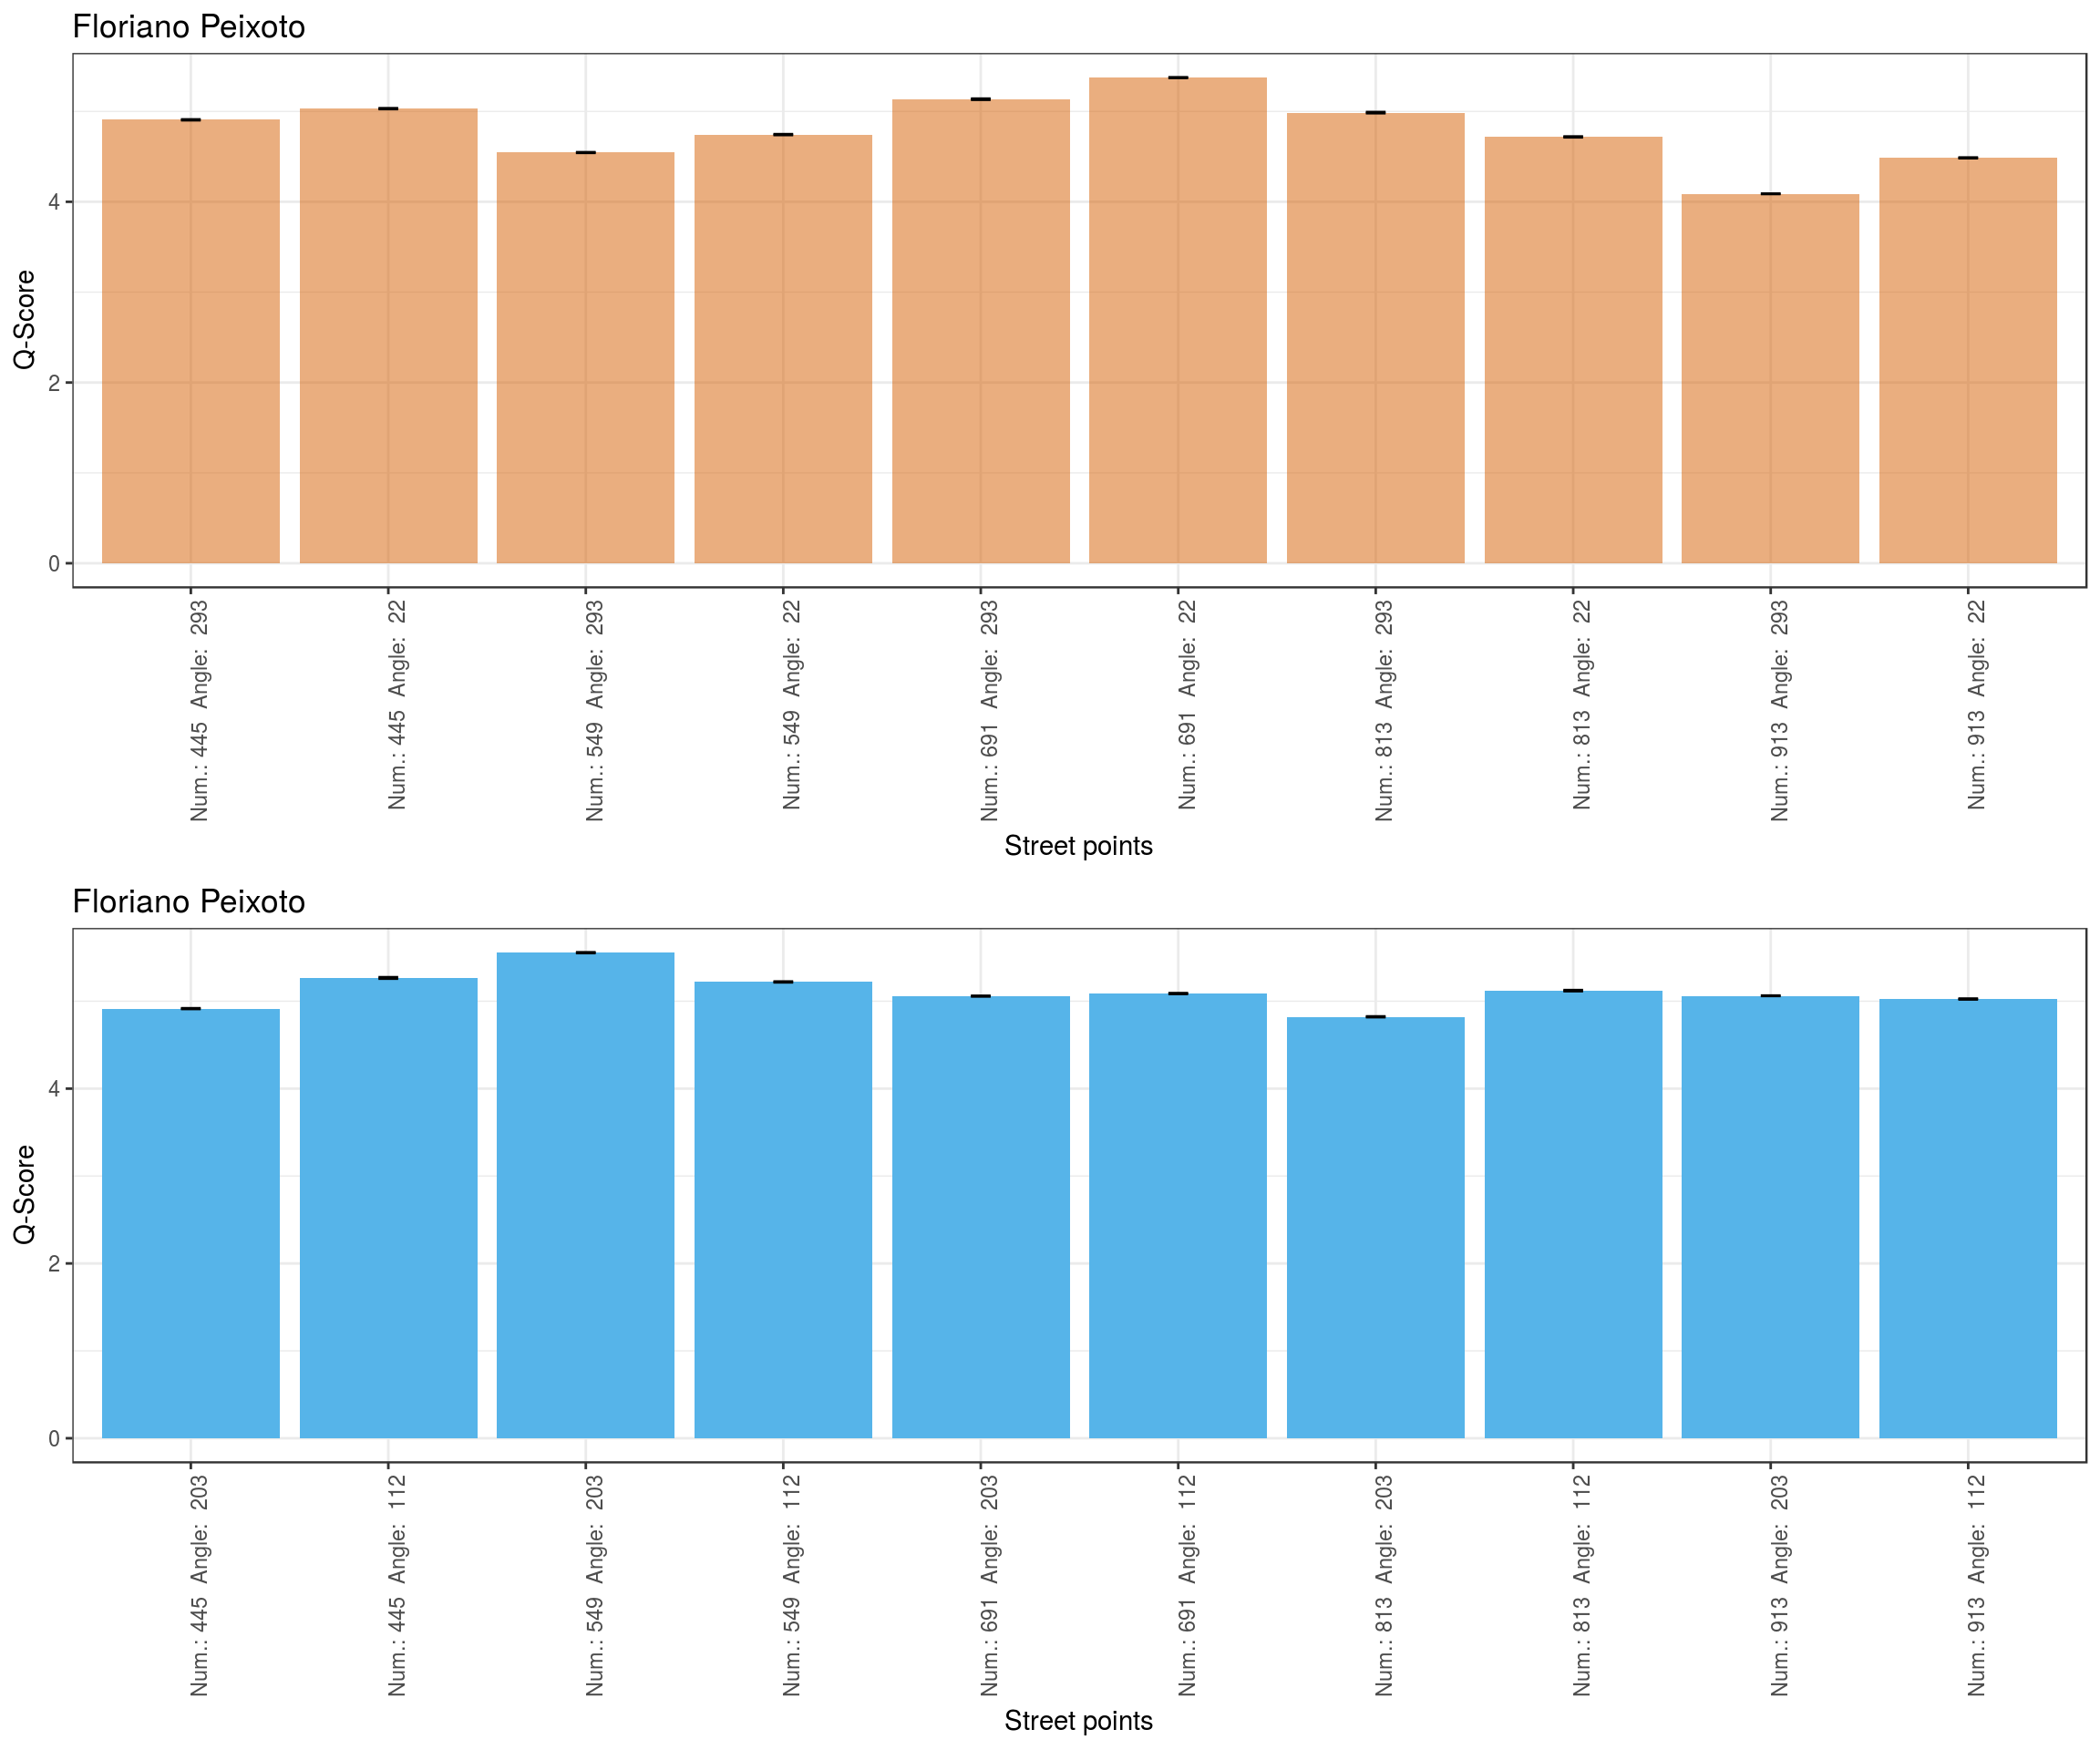 Floriano Peixoto
Q-Score
4
2
0
Num.: 445  Angle:  293
Num.: 445  Angle:  22
Num.: 549  Angle:  293
Num.: 549  Angle:  22
Num.: 691  Angle:  293
Num.: 691  Angle:  22
Num.: 813  Angle:  293
Num.: 813  Angle:  22
Num.: 913  Angle:  293
Num.: 913  Angle:  22
Street points
Floriano Peixoto
Q-Score
4
2
0
Num.: 445  Angle:  203
Num.: 445  Angle:  112
Num.: 549  Angle:  203
Num.: 549  Angle:  112
Num.: 691  Angle:  203
Num.: 691  Angle:  112
Num.: 813  Angle:  203
Num.: 813  Angle:  112
Num.: 913  Angle:  203
Num.: 913  Angle:  112
Street points